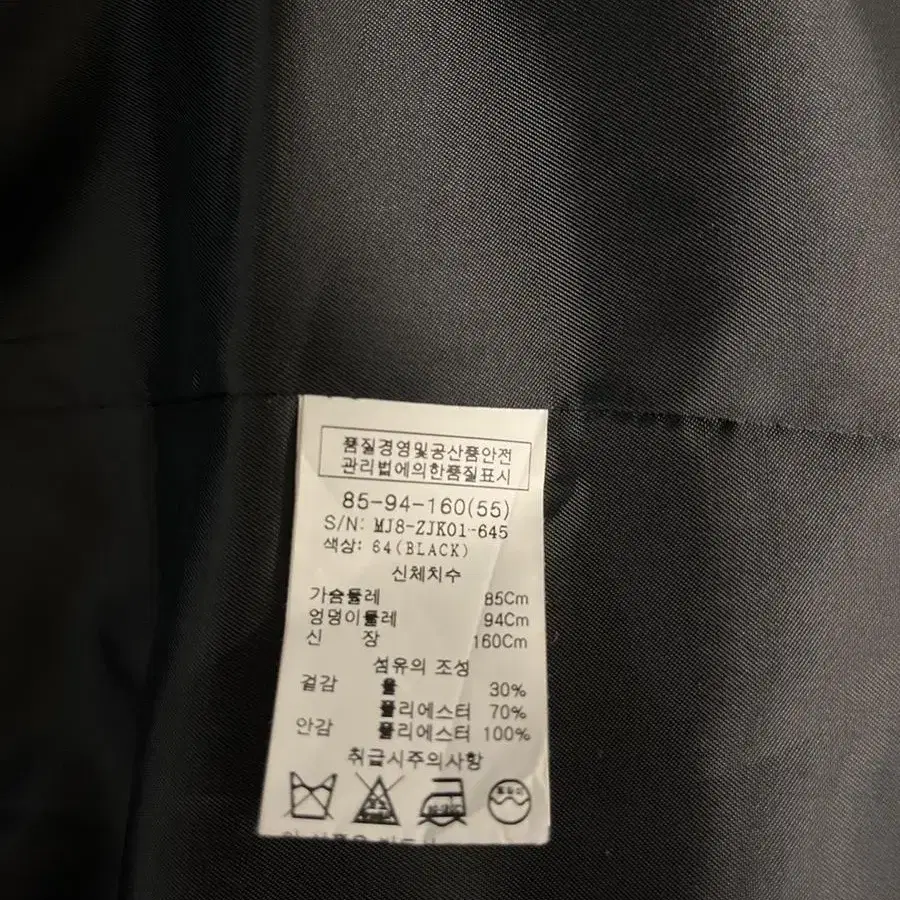 품질경영및공산품안전
관리법에의한품질표시
85-94-160(55)
S/N: MJ8-ZJK01-645
색상: 64(BLACK)
신체치수
가슴둘레 85Cm
엉덩이둘레 94Cm
신 장 160Cm
섬유의 조성
겉감 울 30%
폴리에스터 70%
안감 폴리에스터 100%
취급시주의사항
드라이